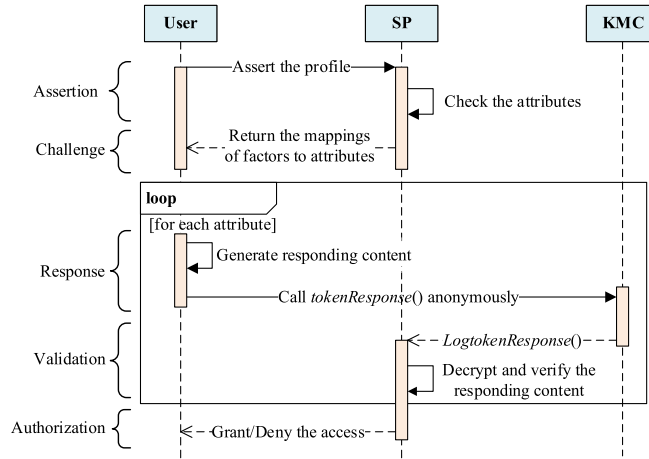 User
SP
KMC
Assert the profile
Assertion
Check the attributes
Challenge
Return the mappings
of factors to attributes
loop
[for each attribute]
Generate responding content
Response
Call tokenResponse() anonymously
LogtokenResponse()
Validation
Decrypt and verify the
responding content
Authorization
Grant/Deny the access